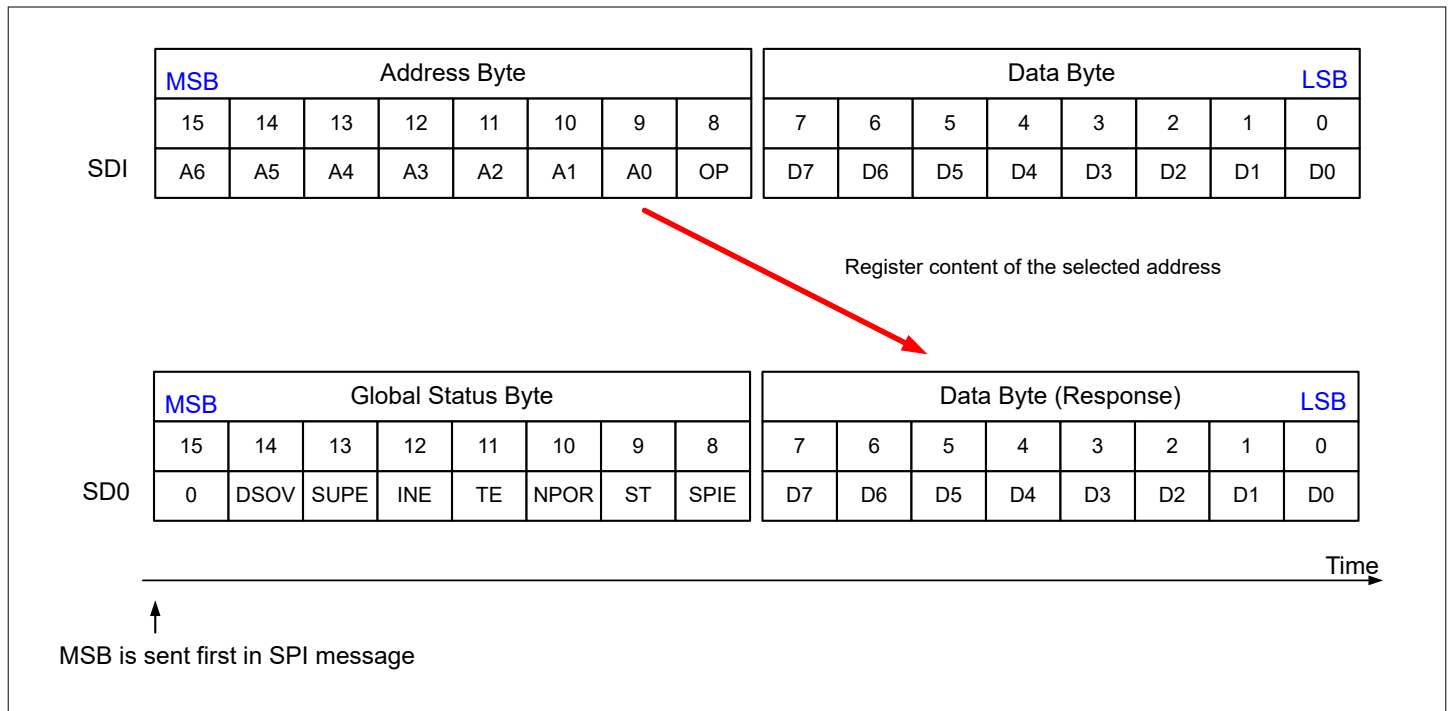 MSB Address Byte Data Byte LSB
15 14 13 12 11 10 9 8 7 6 5 4 3 2 1 0
SDI A6 A5 A4 A3 A2 A1 A0 OP D7 D6 D5 D4 D3 D2 D1 D0
Register content of the selected address
MSB Global Status Byte Data Byte (Response) LSB
15 14 13 12 11 10 9 8 7 6 5 4 3 2 1 0
SD0 0 DSOV SUPE INE TE NPOR ST SPIE D7 D6 D5 D4 D3 D2 D1 D0
Time
MSB is sent first in SPI message